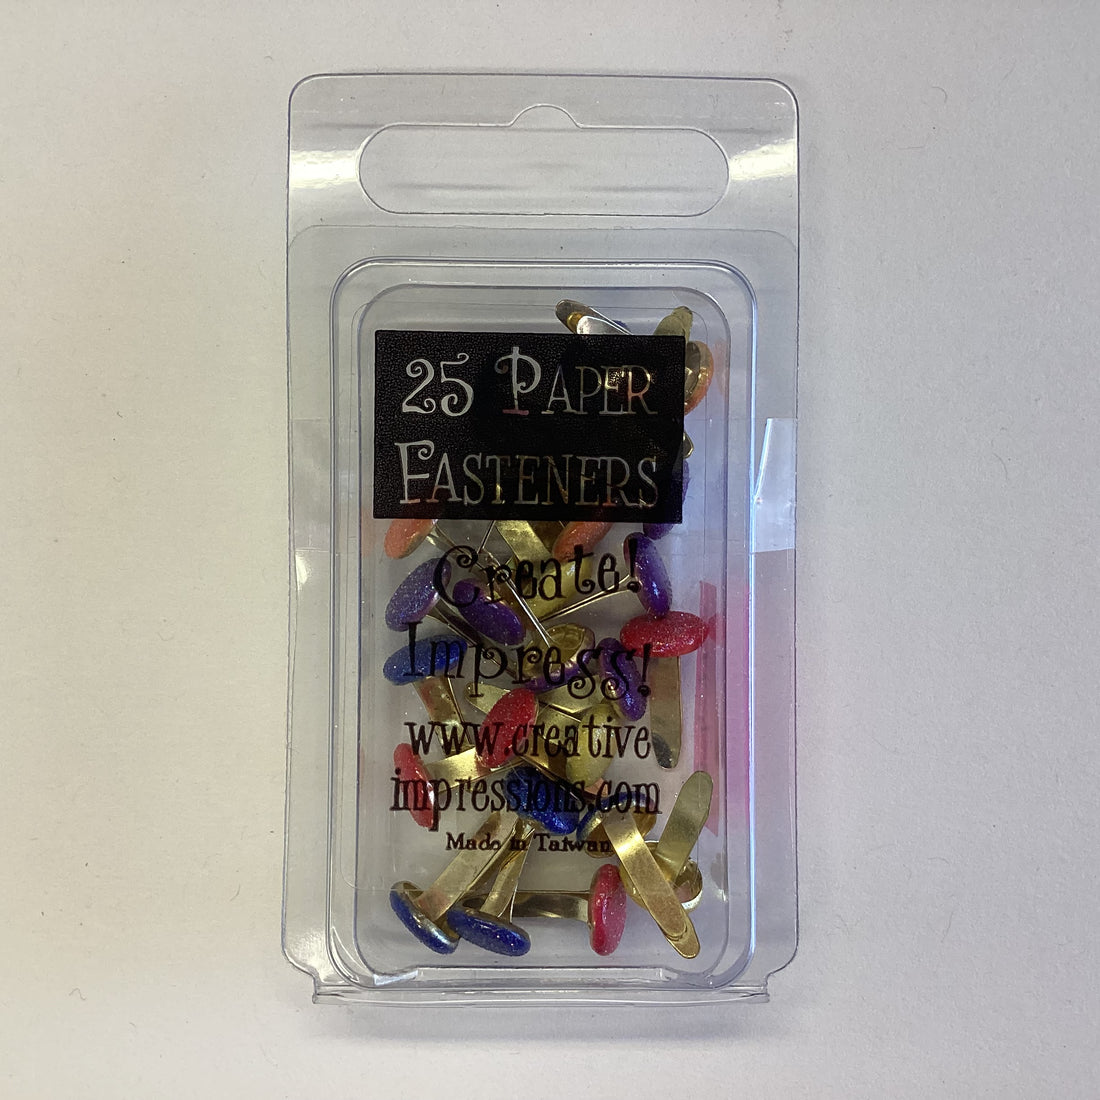 25 PAPER
FASTENERS
Create!
Impress!
www.creative
impressions.com
Made in Taiwan